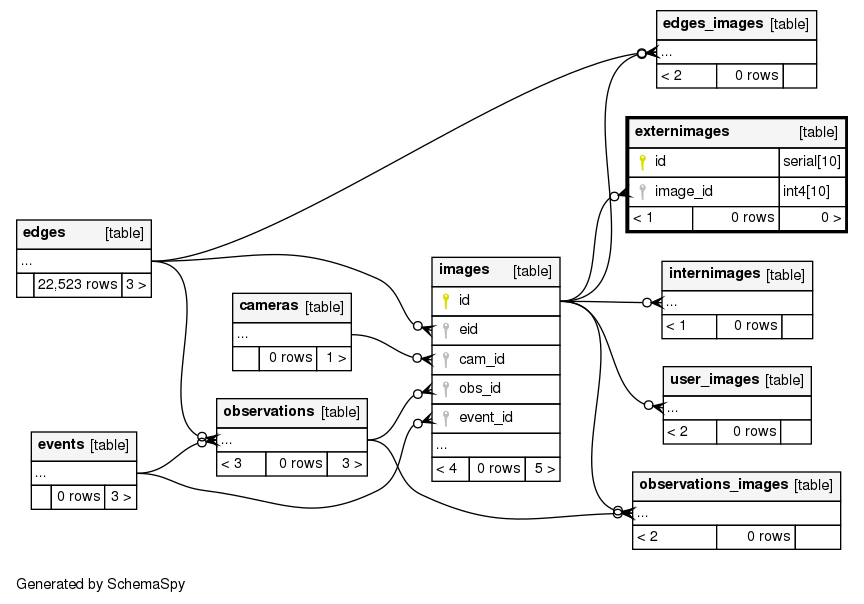 edges_images [table]
...
< 2 0 rows
externimages [table]
id serial[10]
image_id int4[10]
< 1 0 rows 0 >
edges [table]
...
22,523 rows 3 >
cameras [table]
...
0 rows 1 >
images [table]
id
eid
cam_id
obs_id
event_id
...
< 4 0 rows 5 >
internimages [table]
...
< 1 0 rows
user_images [table]
...
< 2 0 rows
observations [table]
...
< 3 0 rows 3 >
events [table]
...
0 rows 3 >
observations_images [table]
...
< 2 0 rows
Generated by SchemaSpy